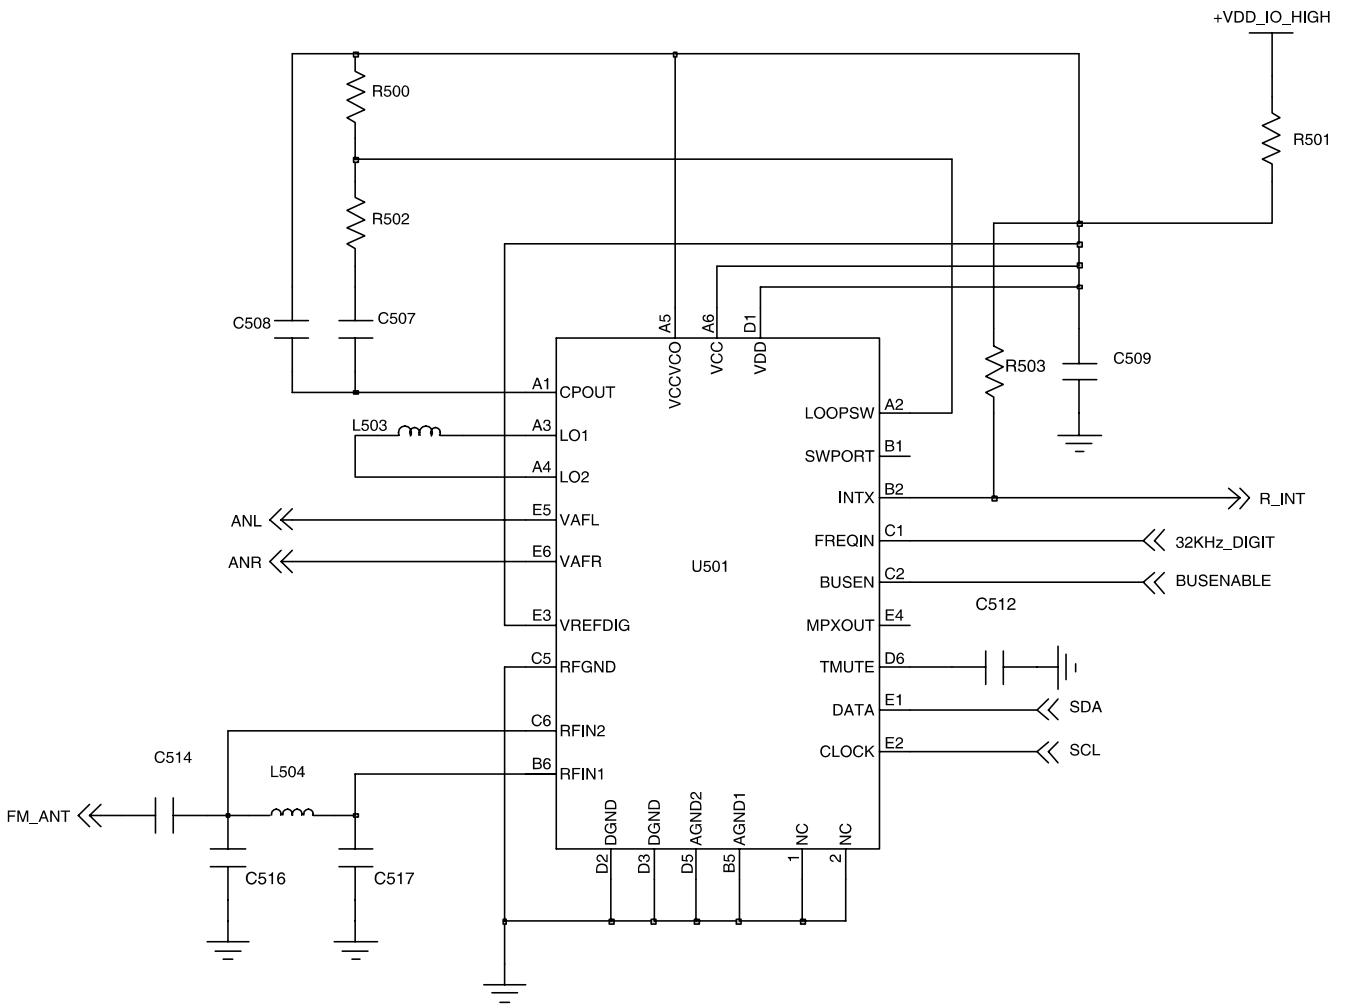 +VDD_IO_HIGH
R500
R501
R502
C508
C507
A5
A6
D1
VCCVCO
VCC
VDD
R503
C509
A1
CPOUT
LOOPSW
A2
L503
A3
LO1
SWPORT
B1
A4
LO2
INTX
B2
R_INT
ANL
E5
VAFL
FREQIN
C1
32KHz_DIGIT
ANR
E6
VAFR
U501
BUSEN
C2
BUSENABLE
C512
E3
VREFDIG
MPXOUT
E4
C5
RFGND
TMUTE
D6
DATA
E1
SDA
C6
RFIN2
CLOCK
E2
SCL
C514
L504
B6
RFIN1
FM_ANT
DGND
DGND
AGND2
AGND1
NC
NC
D2
D3
D5
B5
1
2
C516
C517